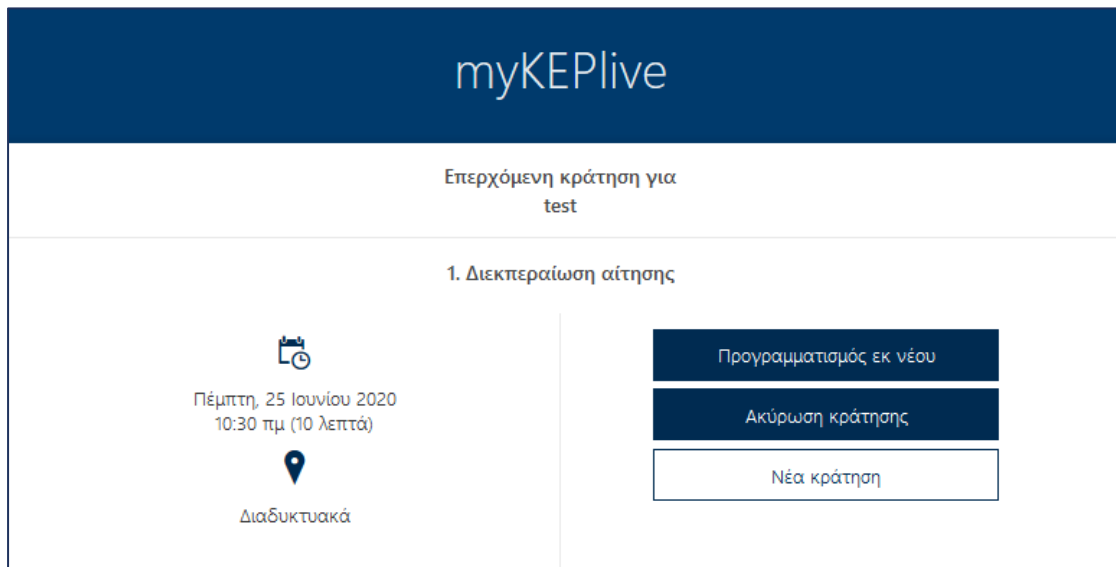 myKEPlive
Επερχόμενη κράτηση για
test
1. Διεκπεραίωση αίτησης
Πέμπτη, 25 Ιουνίου 2020
10:30 πμ (10 λεπτά)
Διαδυκτυακά
Προγραμματισμός εκ νέου
Ακύρωση κράτησης
Νέα κράτηση